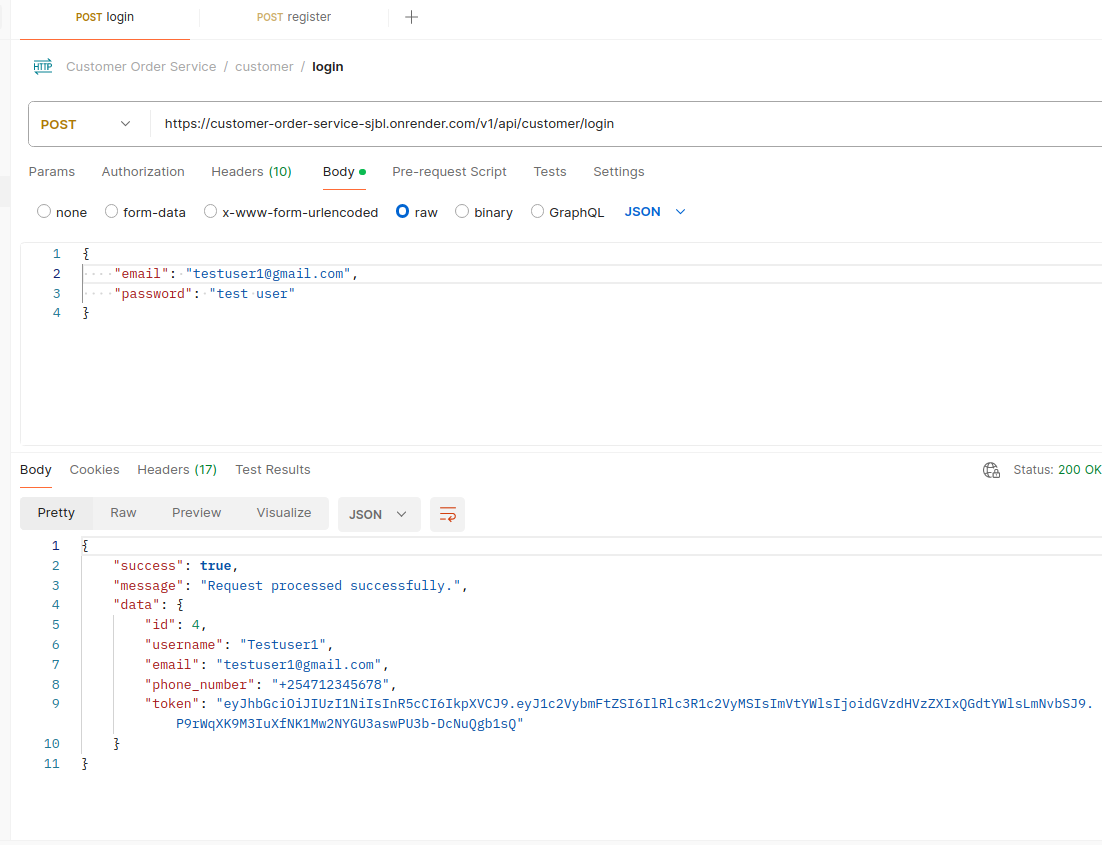 POST login
POST register
HTTP Customer Order Service / customer / login
POST https://customer-order-service-sjbl.onrender.com/v1/api/customer/login
Params Authorization Headers (10) Body Pre-request Script Tests Settings
none form-data x-www-form-urlencoded raw binary GraphQL JSON
1 {
2 ····"email":·"testuser1@gmail.com",
3 ····"password":·"test·user"
4 }
Body Cookies Headers (17) Test Results Status: 200 OK
Pretty Raw Preview Visualize JSON
1 {
2 "success": true,
3 "message": "Request processed successfully.",
4 "data": {
5 "id": 4,
6 "username": "Testuser1",
7 "email": "testuser1@gmail.com",
8 "phone_number": "+254712345678",
9 "token": "eyJhbGciOiJIUzI1NiIsInR5cCI6IkpXVCJ9.eyJ1c2VybmFtZSI6IlRlc3R1c2VyMSIsImVtYWlsIjoidGVzdHVzZXIxQGdtYWlsLmNvbSJ9.
P9rWqXK9M3IuXfNK1Mw2NYGU3aswPU3b-DcNuQgb1sQ"
10 }
11 }